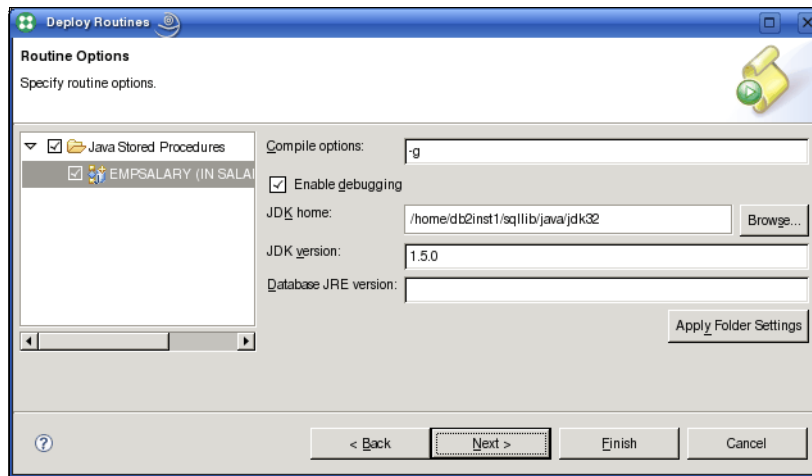 Deploy Routines
Routine Options
Specify routine options.
Java Stored Procedures
EMPSALARY (IN SALAI
Compile options:
-g
Enable debugging
JDK home:
/home/db2inst1/sqllib/java/jdk32
Browse...
JDK version:
1.5.0
Database JRE version:
Apply Folder Settings
?
< Back
Next >
Finish
Cancel